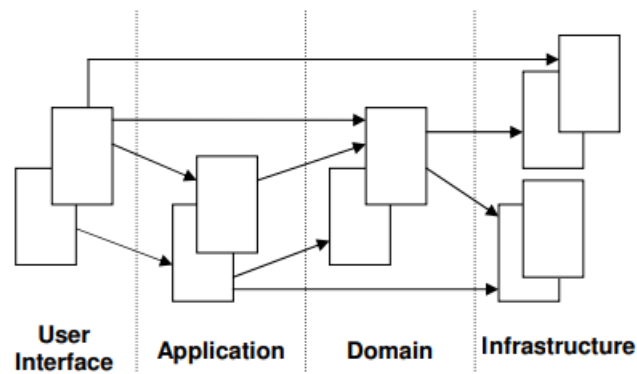 User
Interface
Application
Domain
Infrastructure